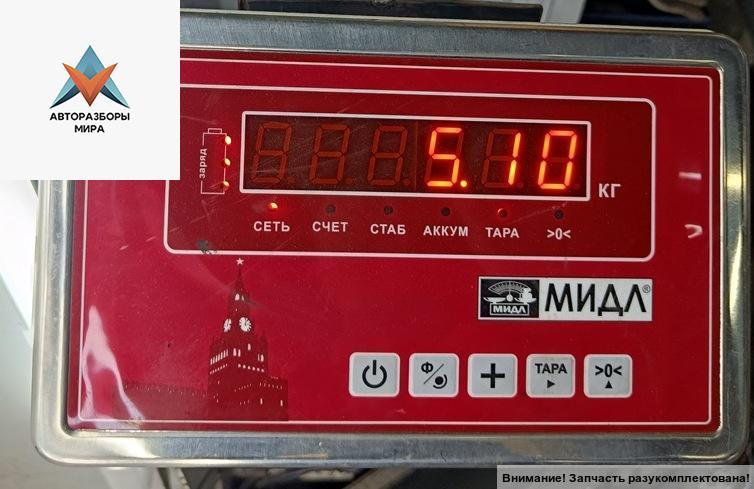 АВТОРАЗБОРЫ
МИРА
заряд
5.10
КГ
СЕТЬ СЧЕТ СТАБ АККУМ ТАРА >0<
МИДЛ МИДЛ®
Ф ТАРА >0<
Внимание! Запчасть разукомплектована!